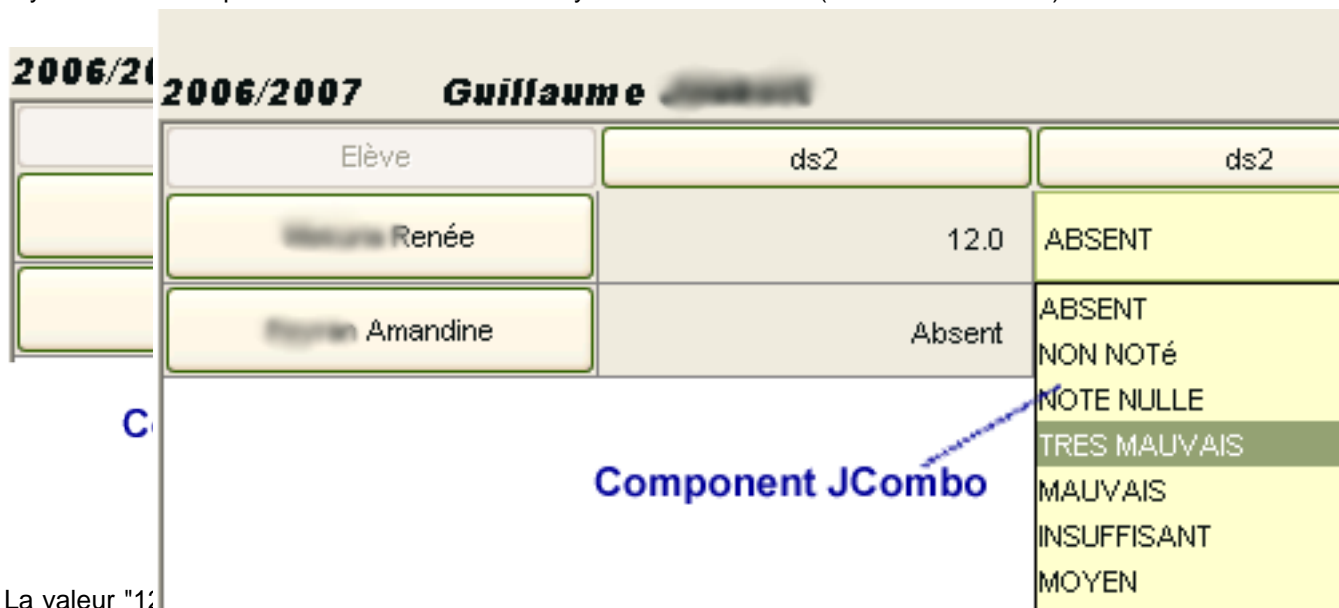 2006/20
2006/2007 Guillaume
Elève ds2 ds2
Renée 12.0 ABSENT
Amandine Absent
ABSENT
NON NOTé
NOTE NULLE
TRES MAUVAIS
MAUVAIS
INSUFFISANT
MOYEN
Component JCombo
La valeur "12